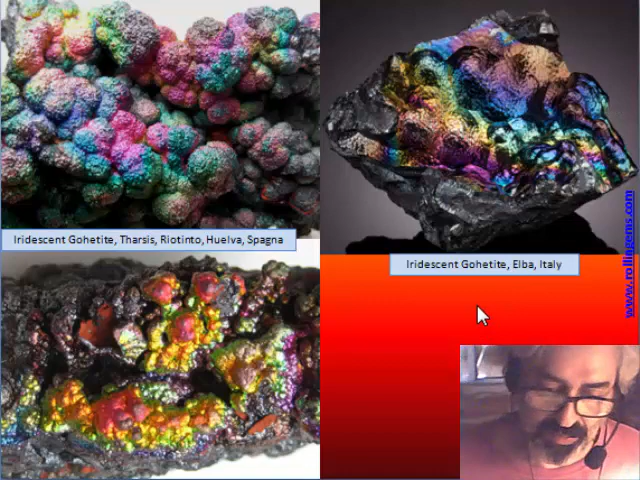 Iridescent Gohetite, Tharsis, Riotinto, Huelva, Spagna
Iridescent Gohetite, Elba, Italy
www.rollingems.com